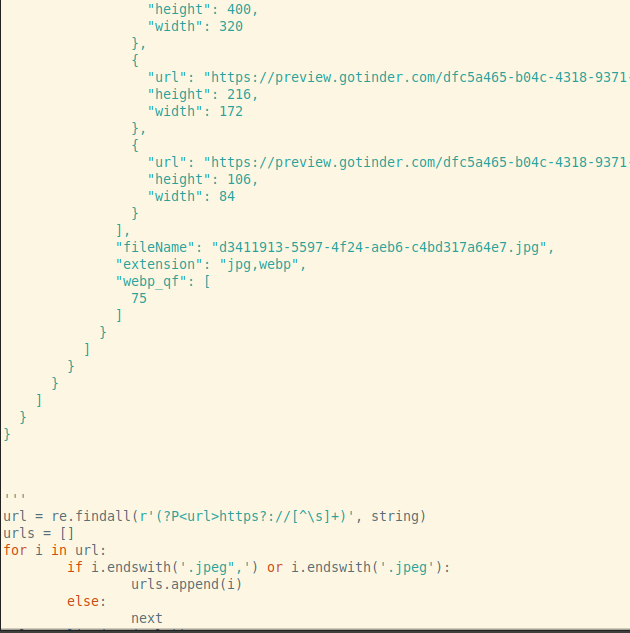 "height": 400,
"width": 320
},
{
"url": "https://preview.gotinder.com/dfc5a465-b04c-4318-9371-
"height": 216,
"width": 172
},
{
"url": "https://preview.gotinder.com/dfc5a465-b04c-4318-9371-
"height": 106,
"width": 84
}
],
"fileName": "d3411913-5597-4f24-aeb6-c4bd317a64e7.jpg",
"extension": "jpg,webp",
"webp_qf": [
75
]
}
]
}
}
]
}
}
'''
url = re.findall(r'(?P<url>https?://[^\s]+)', string)
urls = []
for i in url:
if i.endswith('.jpeg",') or i.endswith('.jpeg'):
urls.append(i)
else:
next